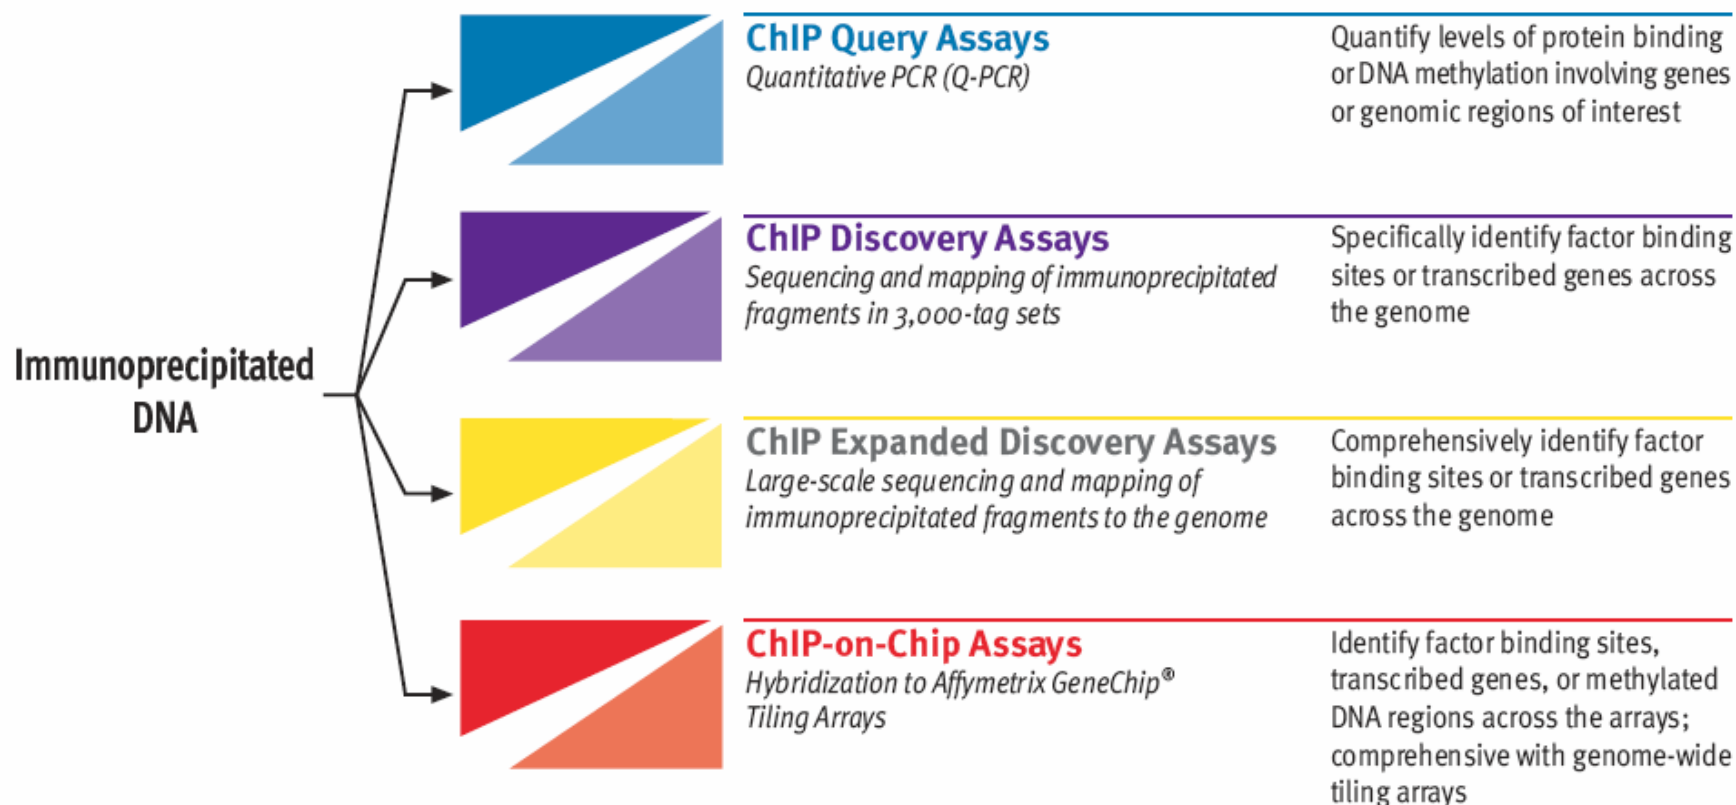 Immunoprecipitated
DNA
ChIP Query Assays
Quantitative PCR (Q-PCR)
Quantify levels of protein binding
or DNA methylation involving genes
or genomic regions of interest
ChIP Discovery Assays
Sequencing and mapping of immunoprecipitated
fragments in 3,000-tag sets
Specifically identify factor binding
sites or transcribed genes across
the genome
ChIP Expanded Discovery Assays
Large-scale sequencing and mapping of
immunoprecipitated fragments to the genome
Comprehensively identify factor
binding sites or transcribed genes
across the genome
ChIP-on-Chip Assays
Hybridization to Affymetrix GeneChip®
Tiling Arrays
Identify factor binding sites,
transcribed genes, or methylated
DNA regions across the arrays;
comprehensive with genome-wide
tiling arrays